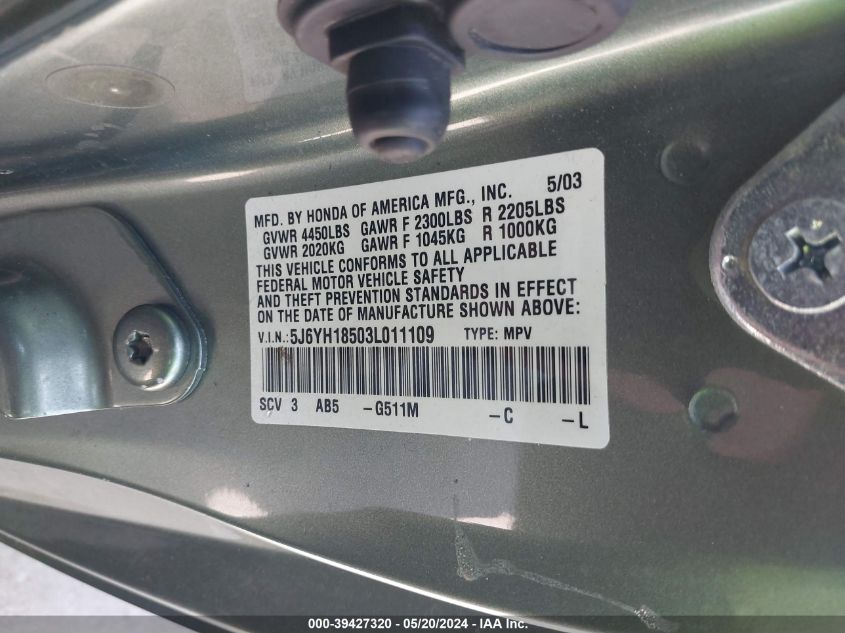 MFD. BY HONDA OF AMERICA MFG., INC. 5/03
GVWR 4450LBS GAWR F 2300LBS R 2205LBS
GVWR 2020KG GAWR F 1045KG R 1000KG
THIS VEHICLE CONFORMS TO ALL APPLICABLE
FEDERAL MOTOR VEHICLE SAFETY
AND THEFT PREVENTION STANDARDS IN EFFECT
ON THE DATE OF MANUFACTURE SHOWN ABOVE:
V.I.N.: 5J6YH18503L011109 TYPE: MPV
SCV 3 AB5 -G511M -C -L
000-39427320 | 05/20/2024 - IAA Inc.